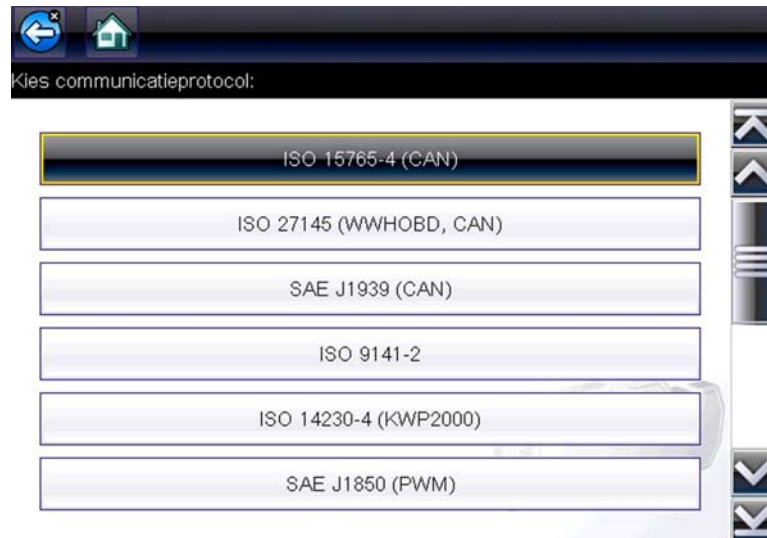 Kies communicatieprotocol:
ISO 15765-4 (CAN)
ISO 27145 (WWHOBD, CAN)
SAE J1939 (CAN)
ISO 9141-2
ISO 14230-4 (KWP2000)
SAE J1850 (PWM)